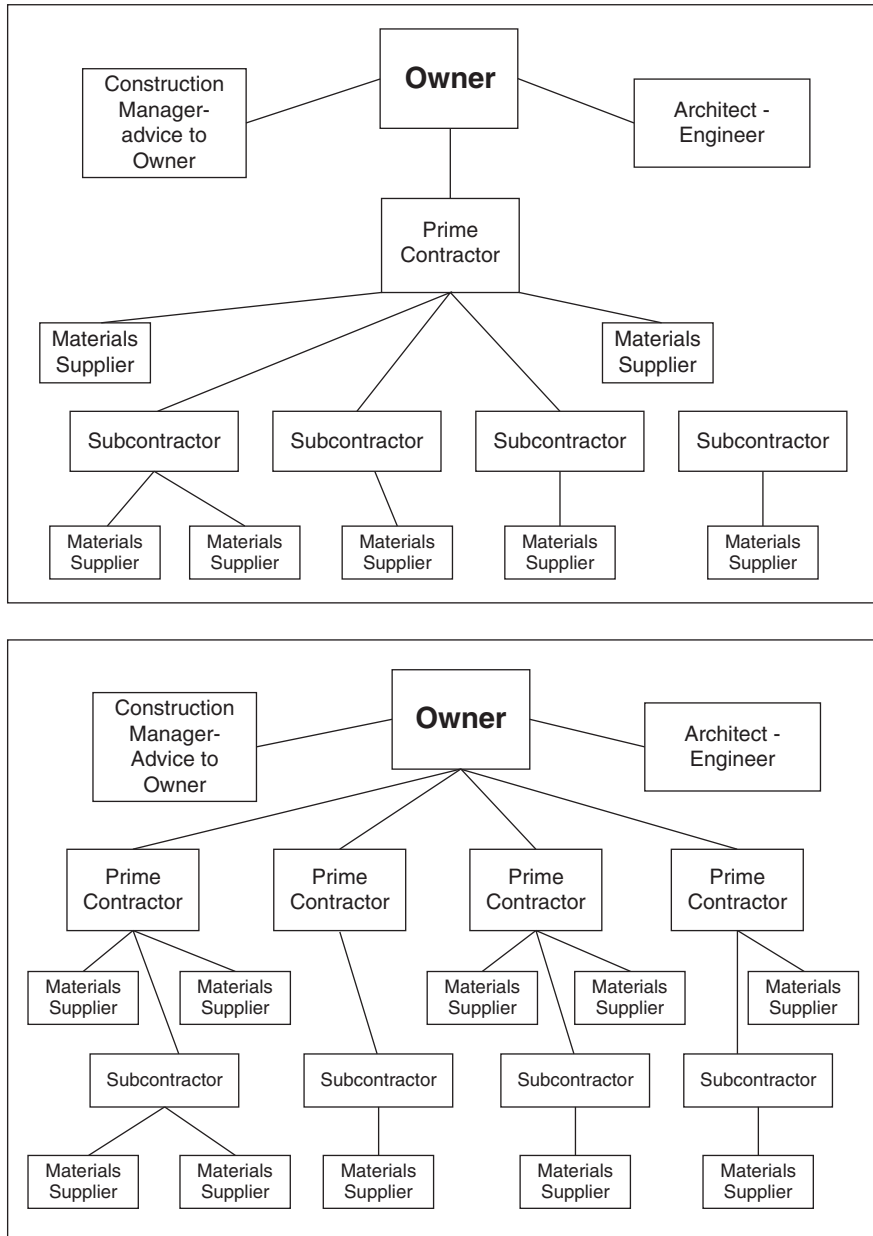 Owner
Construction
Manager-
advice to
Owner
Architect -
Engineer
Prime
Contractor
Materials
Supplier
Materials
Supplier
Subcontractor
Subcontractor
Subcontractor
Subcontractor
Materials
Supplier
Materials
Supplier
Materials
Supplier
Materials
Supplier
Materials
Supplier
Owner
Construction
Manager-
Advice to
Owner
Architect -
Engineer
Prime
Contractor
Prime
Contractor
Prime
Contractor
Prime
Contractor
Materials
Supplier
Materials
Supplier
Materials
Supplier
Materials
Supplier
Materials
Supplier
Subcontractor
Subcontractor
Subcontractor
Subcontractor
Materials
Supplier
Materials
Supplier
Materials
Supplier
Materials
Supplier
Materials
Supplier